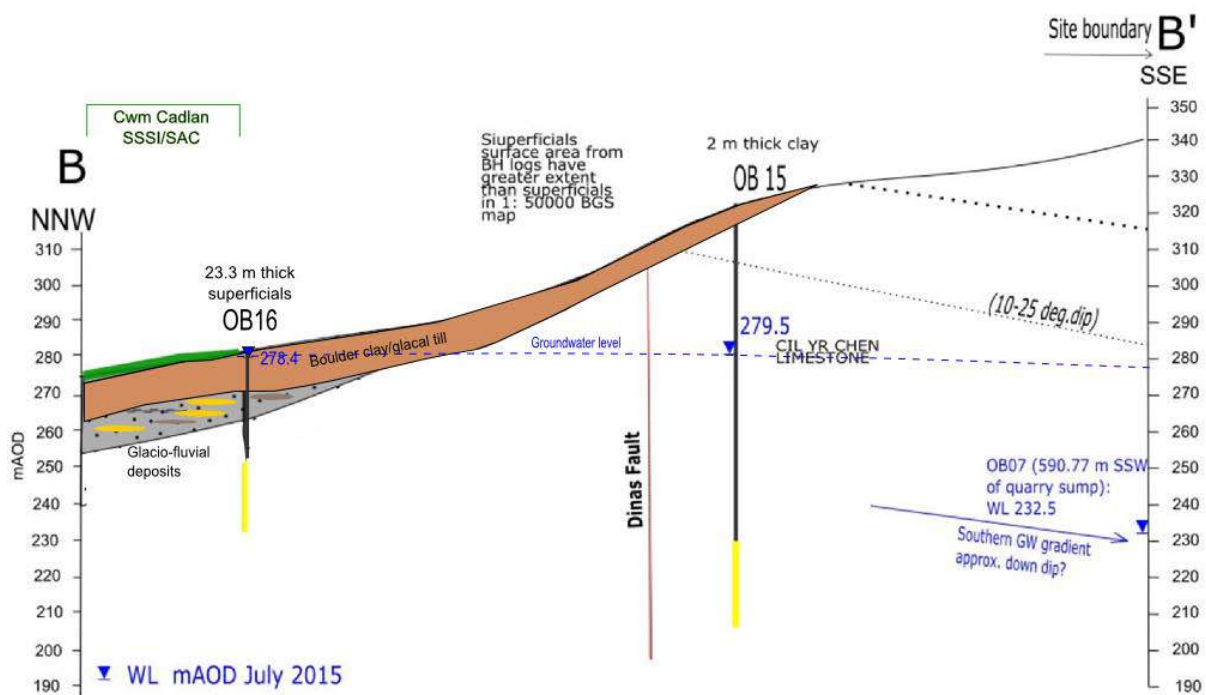 Site boundary
B'
SSE
Cwm Cadlan
SSSI/SAC
B
NNW
Siuperficials
surface area from
BH logs have
greater extent
than superficials
in 1: 50000 BGS
map
2 m thick clay
OB 15
23.3 m thick
superficials
OB16
278.4
Boulder clay/glacal till
Groundwater level
279.5
CIL YR CHEN
LIMESTONE
(10-25 deg.dip)
Glacio-fluvial
deposits
Dinas Fault
OB07 (590.77 m SSW
of quarry sump):
WL 232.5
Southern GW gradient
approx. down dip?
mAOD
310
300
290
280
270
260
250
240
230
220
210
200
190
350
340
330
320
310
300
290
280
270
260
250
240
230
220
210
200
190
WL mAOD July 2015